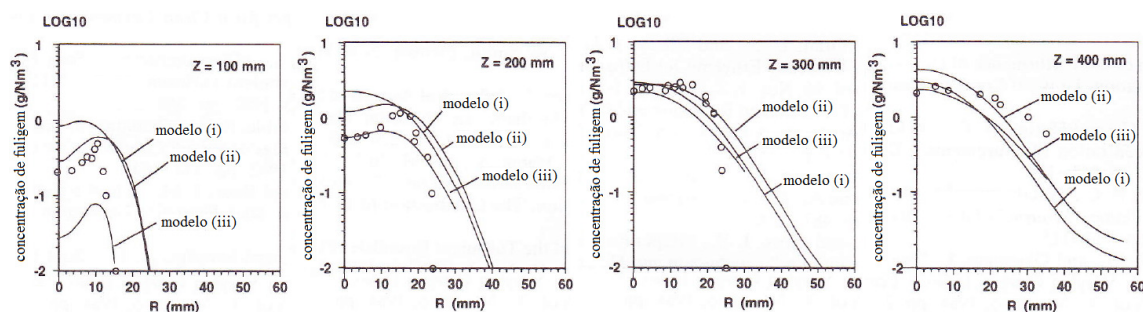 LOG10
concentração de fuligem (g/Nm³)
1
0
-1
-2
Z = 100 mm
modelo (i)
modelo (ii)
modelo (iii)
0 10 20 30 40 50 60
R (mm)
LOG10
concentração de fuligem (g/Nm³)
1
0
-1
-2
Z = 200 mm
modelo (i)
modelo (ii)
modelo (iii)
0 10 20 30 40 50 60
R (mm)
LOG10
concentração de fuligem (g/Nm³)
1
0
-1
-2
Z = 300 mm
modelo (ii)
modelo (iii)
modelo (i)
0 10 20 30 40 50 60
R (mm)
LOG10
concentração de fuligem (g/Nm³)
1
0
-1
-2
Z = 400 mm
modelo (ii)
modelo (iii)
modelo (i)
0 10 20 30 40 50 60
R (mm)